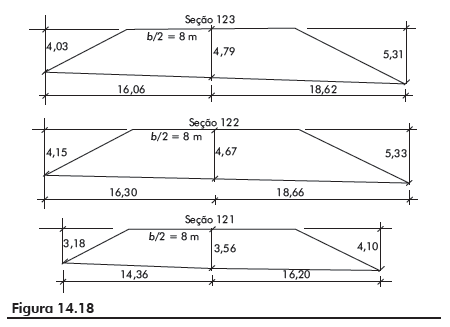 Seção 123
b/2 = 8 m
4,03
4,79
5,31
16,06
18,62
Seção 122
b/2 = 8 m
4,15
4,67
5,33
16,30
18,66
Seção 121
b/2 = 8 m
3,18
3,56
4,10
14,36
16,20
Figura 14.18